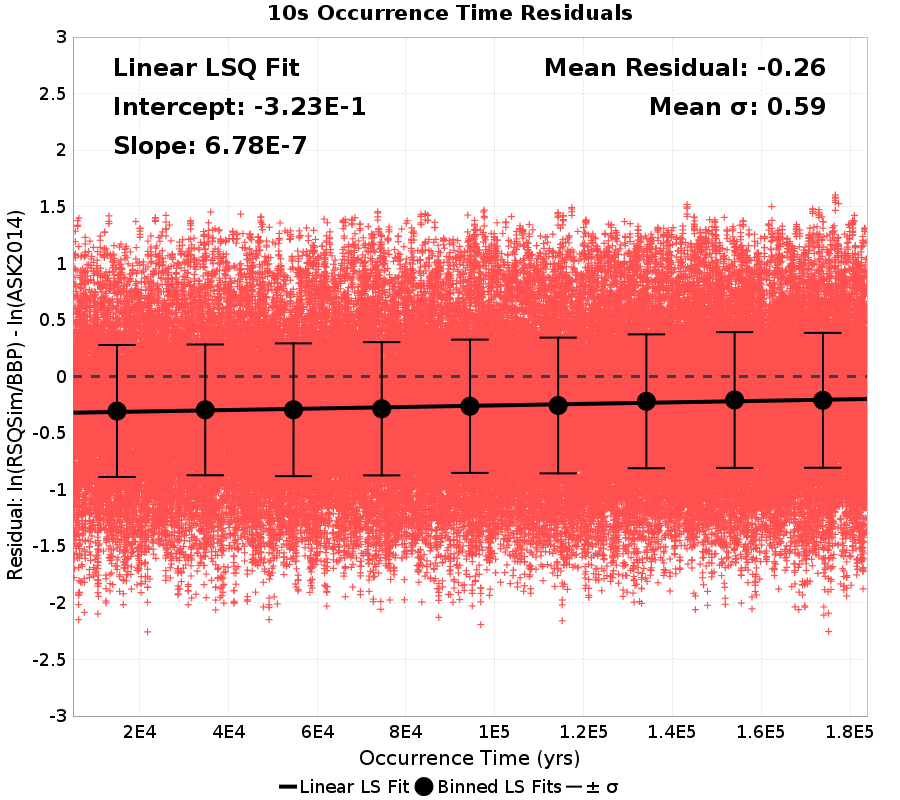 10s Occurrence Time Residuals
Linear LSQ Fit
Intercept: -3.23E-1
Slope: 6.78E-7
Mean Residual: -0.26
Mean σ: 0.59
Residual: ln(RSQSim/BBP) - ln(ASK2014)
3
2.5
2
1.5
1
0.5
0
-0.5
-1
-1.5
-2
-2.5
-3
2E4 4E4 6E4 8E4 1E5 1.2E5 1.4E5 1.6E5 1.8E5
Occurrence Time (yrs)
Linear LS Fit Binned LS Fits ± σ